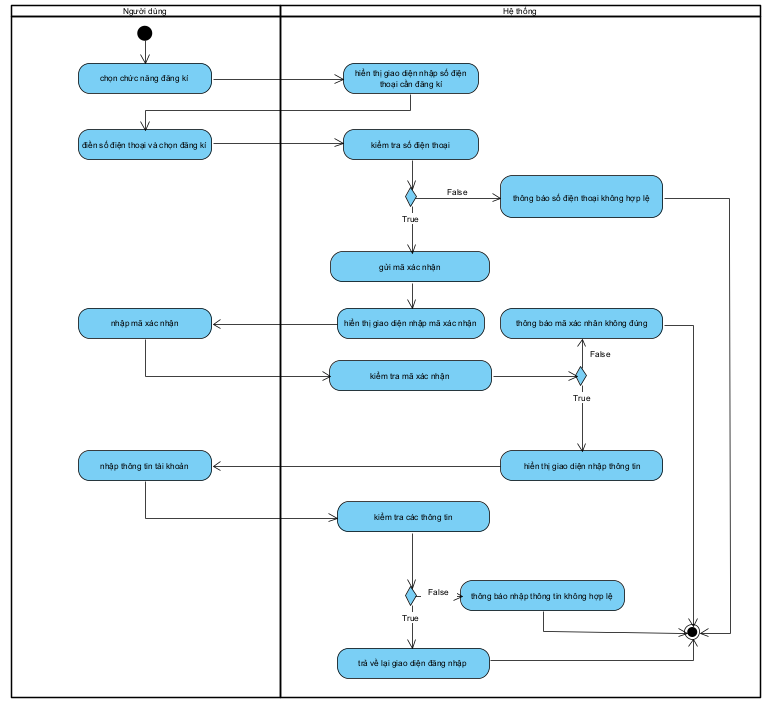 Người dùng
Hệ thống
chọn chức năng đăng kí
hiển thị giao diện nhập số điện
thoại cần đăng kí
điền số điện thoại và chọn đăng kí
kiểm tra số điện thoại
False
thông báo số điện thoại không hợp lệ
True
gửi mã xác nhận
nhập mã xác nhận
hiển thị giao diện nhập mã xác nhận
thông báo mã xác nhân không đúng
False
kiểm tra mã xác nhận
True
nhập thông tin tài khoản
hiển thị giao diện nhập thông tin
kiểm tra các thông tin
False
thông báo nhập thông tin không hợp lệ
True
trả về lại giao diện đăng nhập